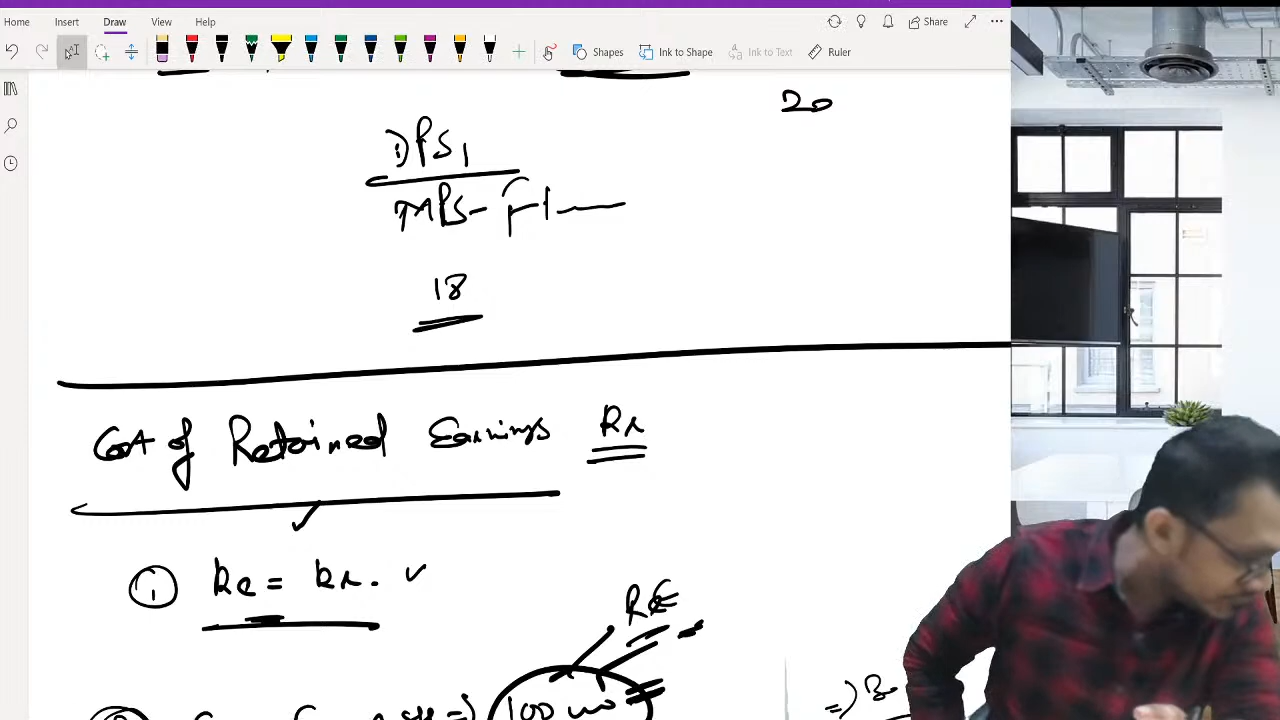 Home Insert Draw View Help Share
Shapes Ink to Shape Ink to Text Ruler
20
DPS1
MPS-
18
Cost of Retained Earnings Kr
① Ke = kr. ✓
RE
100